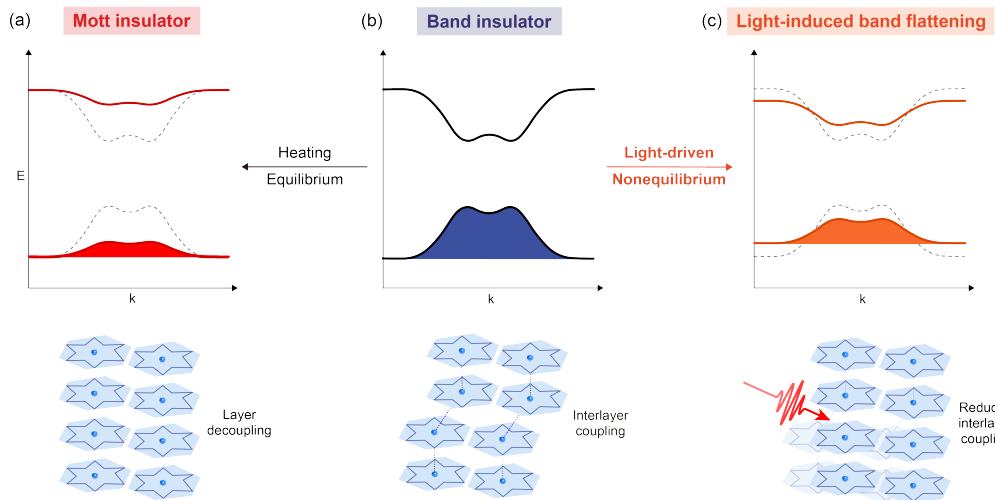 (a) Mott insulator
(b) Band insulator
(c) Light-induced band flattening
E
Heating
Equilibrium
Light-driven
Nonequilibrium
k
k
k
Layer
decoupling
Interlayer
coupling